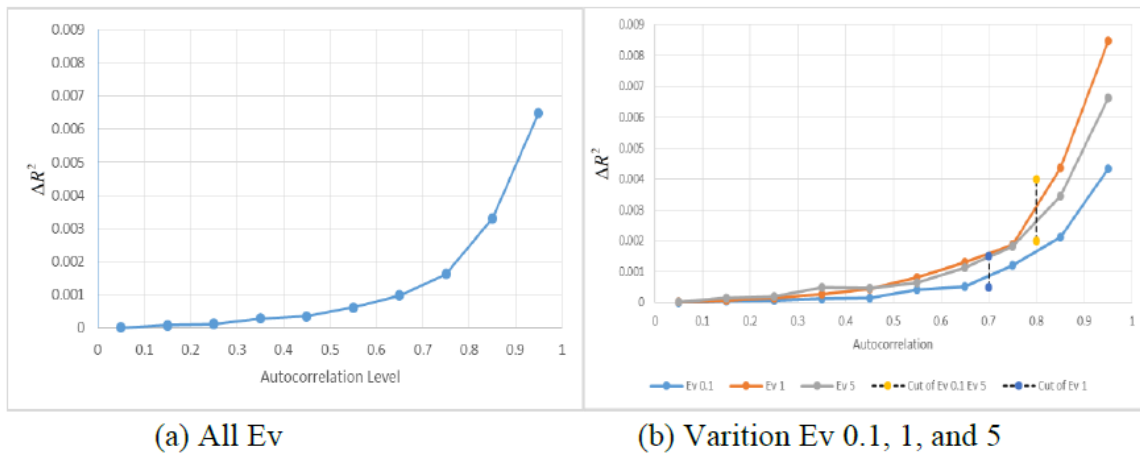 0.009
0.008
0.007
0.006
0.005
0.004
0.003
0.002
0.001
0
ΔR²
0 0.1 0.2 0.3 0.4 0.5 0.6 0.7 0.8 0.9 1
Autocorrelation Level
(a) All Ev
0.009
0.008
0.007
0.006
0.005
0.004
0.003
0.002
0.001
0
ΔR²
0 0.1 0.2 0.3 0.4 0.5 0.6 0.7 0.8 0.9 1
Autocorrelation
Ev 0.1 Ev 1 Ev 5 Cut of Ev 0.1 Ev 5 Cut of Ev 1
(b) Varition Ev 0.1, 1, and 5